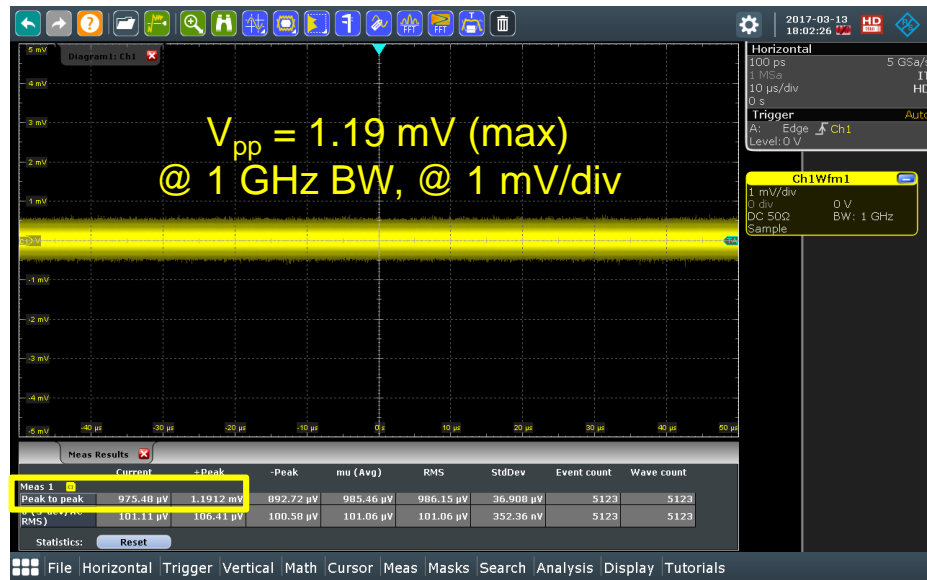 2017-03-13
18:02:26
HD
FFT
FFT
5 mV
Diagram1: Ch1
4 mV
3 mV
2 mV
1 mV
-1 mV
-2 mV
-3 mV
-4 mV
-5 mV
Vpp = 1.19 mV (max)
@ 1 GHz BW, @ 1 mV/div
-40 µs -30 µs -20 µs -10 µs 0 s 10 µs 20 µs 30 µs 40 µs 50 µs
Horizontal
100 ps 5 GSa/s
1 MSa IT
10 µs/div HD
0 s
Trigger Auto
A: Edge Ch1
Level: 0 V
Ch1Wfm1
1 mV/div
0 div 0 V
DC 50Ω BW: 1 GHz
Sample
Meas Results
Current +Peak -Peak mu (Avg) RMS StdDev Event count Wave count
Meas 1
Peak to peak 975.48 µV 1.1912 mV 892.72 µV 985.46 µV 986.15 µV 36.908 µV 5123 5123
RMS) 101.11 µV 106.41 µV 100.58 µV 101.06 µV 101.06 µV 352.36 nV 5123 5123
Statistics: Reset
File Horizontal Trigger Vertical Math Cursor Meas Masks Search Analysis Display Tutorials